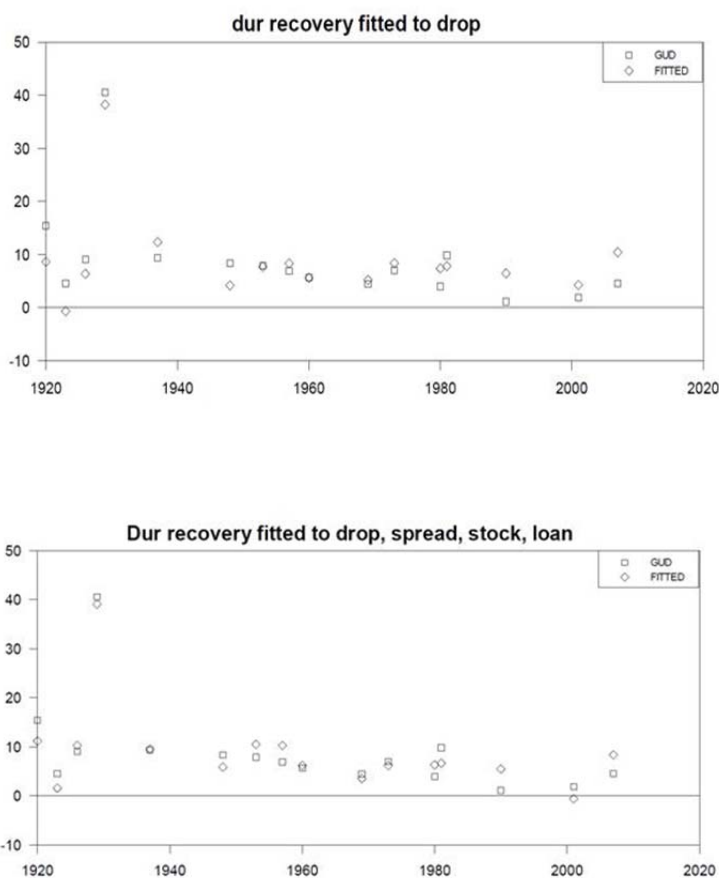 dur recovery fitted to drop
50
GUD
FITTED
40
30
20
10
0
-10
1920 1940 1960 1980 2000 2020
Dur recovery fitted to drop, spread, stock, loan
50
GUD
FITTED
40
30
20
10
0
-10
1920 1940 1960 1980 2000 2020